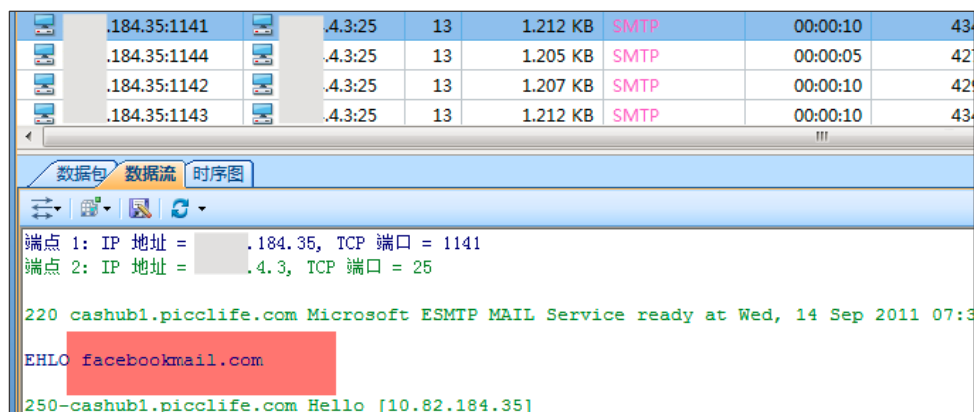 .184.35:1141 .4.3:25 13 1.212 KB SMTP 00:00:10 434
.184.35:1144 .4.3:25 13 1.205 KB SMTP 00:00:05 42
.184.35:1142 .4.3:25 13 1.207 KB SMTP 00:00:10 429
.184.35:1143 .4.3:25 13 1.212 KB SMTP 00:00:10 434
数据包 数据流 时序图
端点 1: IP 地址 = .184.35, TCP 端口 = 1141
端点 2: IP 地址 = .4.3, TCP 端口 = 25
220 cashub1.picclife.com Microsoft ESMTP MAIL Service ready at Wed, 14 Sep 2011 07:3
EHLO facebookmail.com
250-cashub1.picclife.com Hello [10.82.184.35]